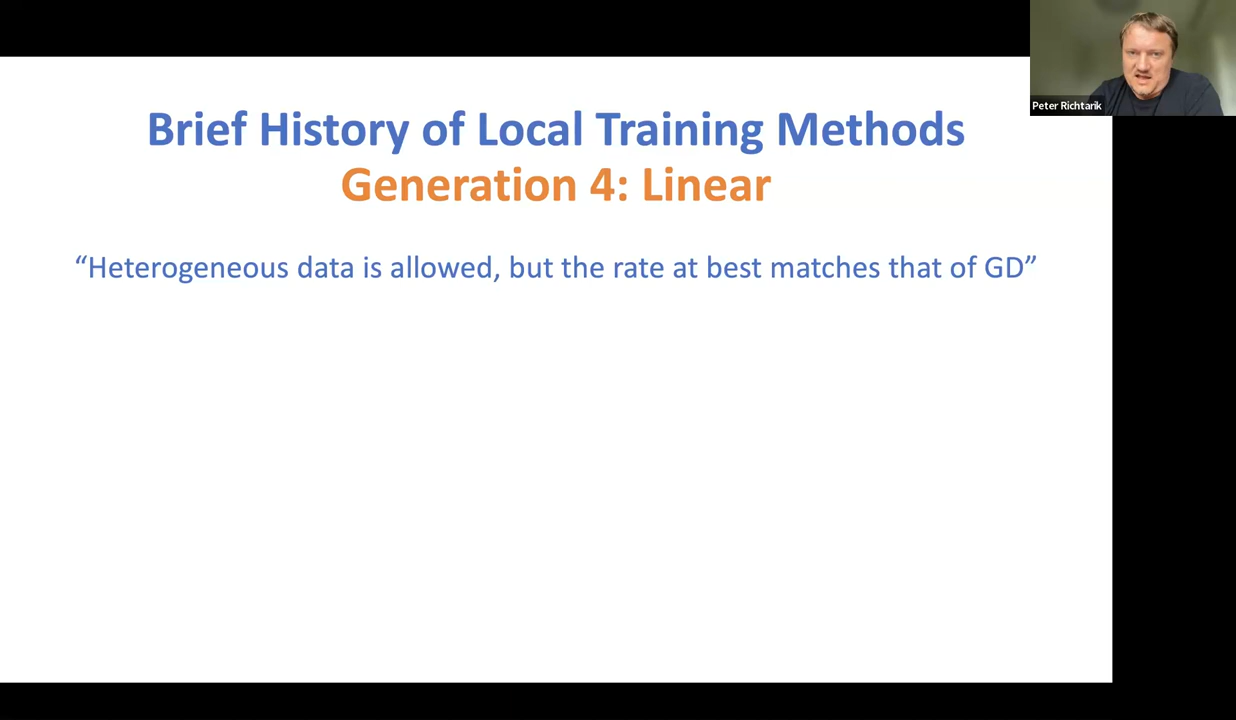 Peter Richtarik
Brief History of Local Training Methods
Generation 4: Linear
“Heterogeneous data is allowed, but the rate at best matches that of GD”